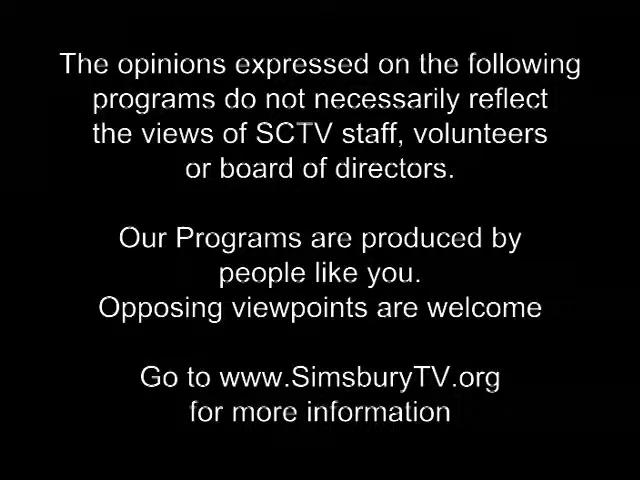 The opinions expressed on the following
programs do not necessarily reflect
the views of SCTV staff, volunteers
or board of directors.
Our Programs are produced by
people like you.
Opposing viewpoints are welcome
Go to www.SimsburyTV.org
for more information